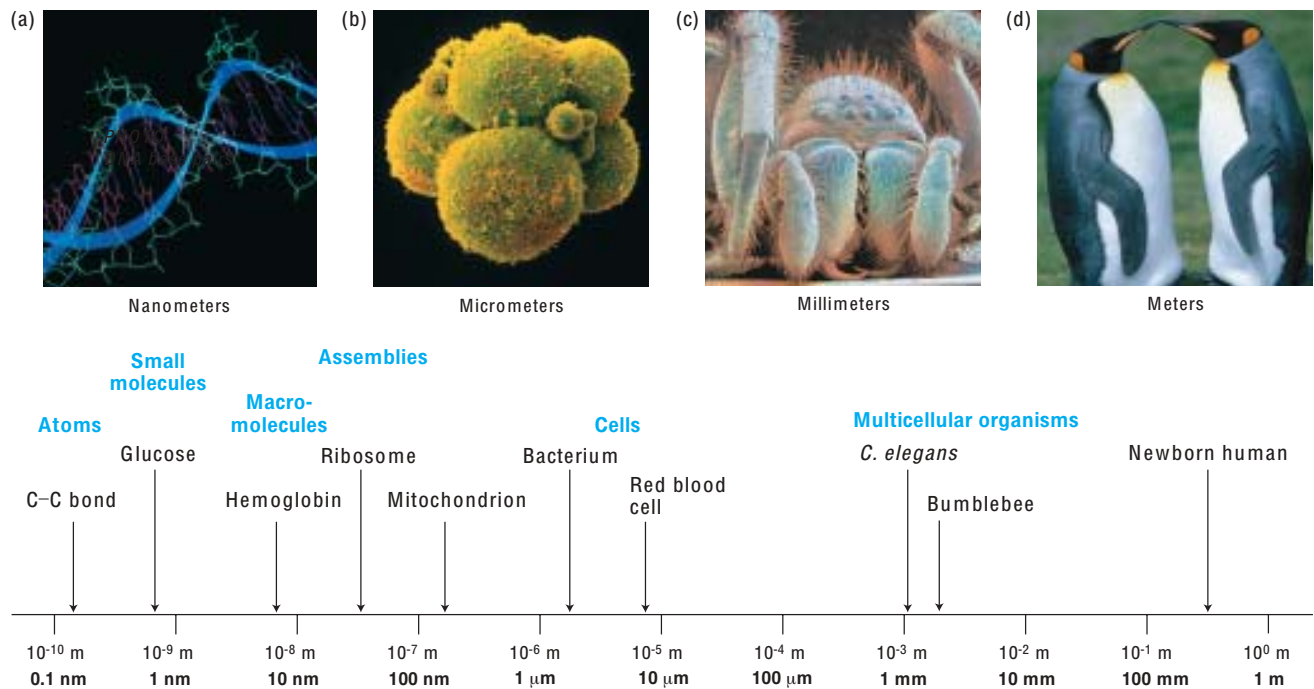 (a)
(b)
(c)
(d)
Nanometers
Micrometers
Millimeters
Meters
Small
molecules
Assemblies
Atoms
Macro-
molecules
Cells
Multicellular organisms
Glucose
Ribosome
Bacterium
C. elegans
Newborn human
C–C bond
Hemoglobin
Mitochondrion
Red blood
cell
Bumblebee
10⁻¹⁰ m
10⁻⁹ m
10⁻⁸ m
10⁻⁷ m
10⁻⁶ m
10⁻⁵ m
10⁻⁴ m
10⁻³ m
10⁻² m
10⁻¹ m
10⁰ m
0.1 nm
1 nm
10 nm
100 nm
1 μm
10 μm
100 μm
1 mm
10 mm
100 mm
1 m